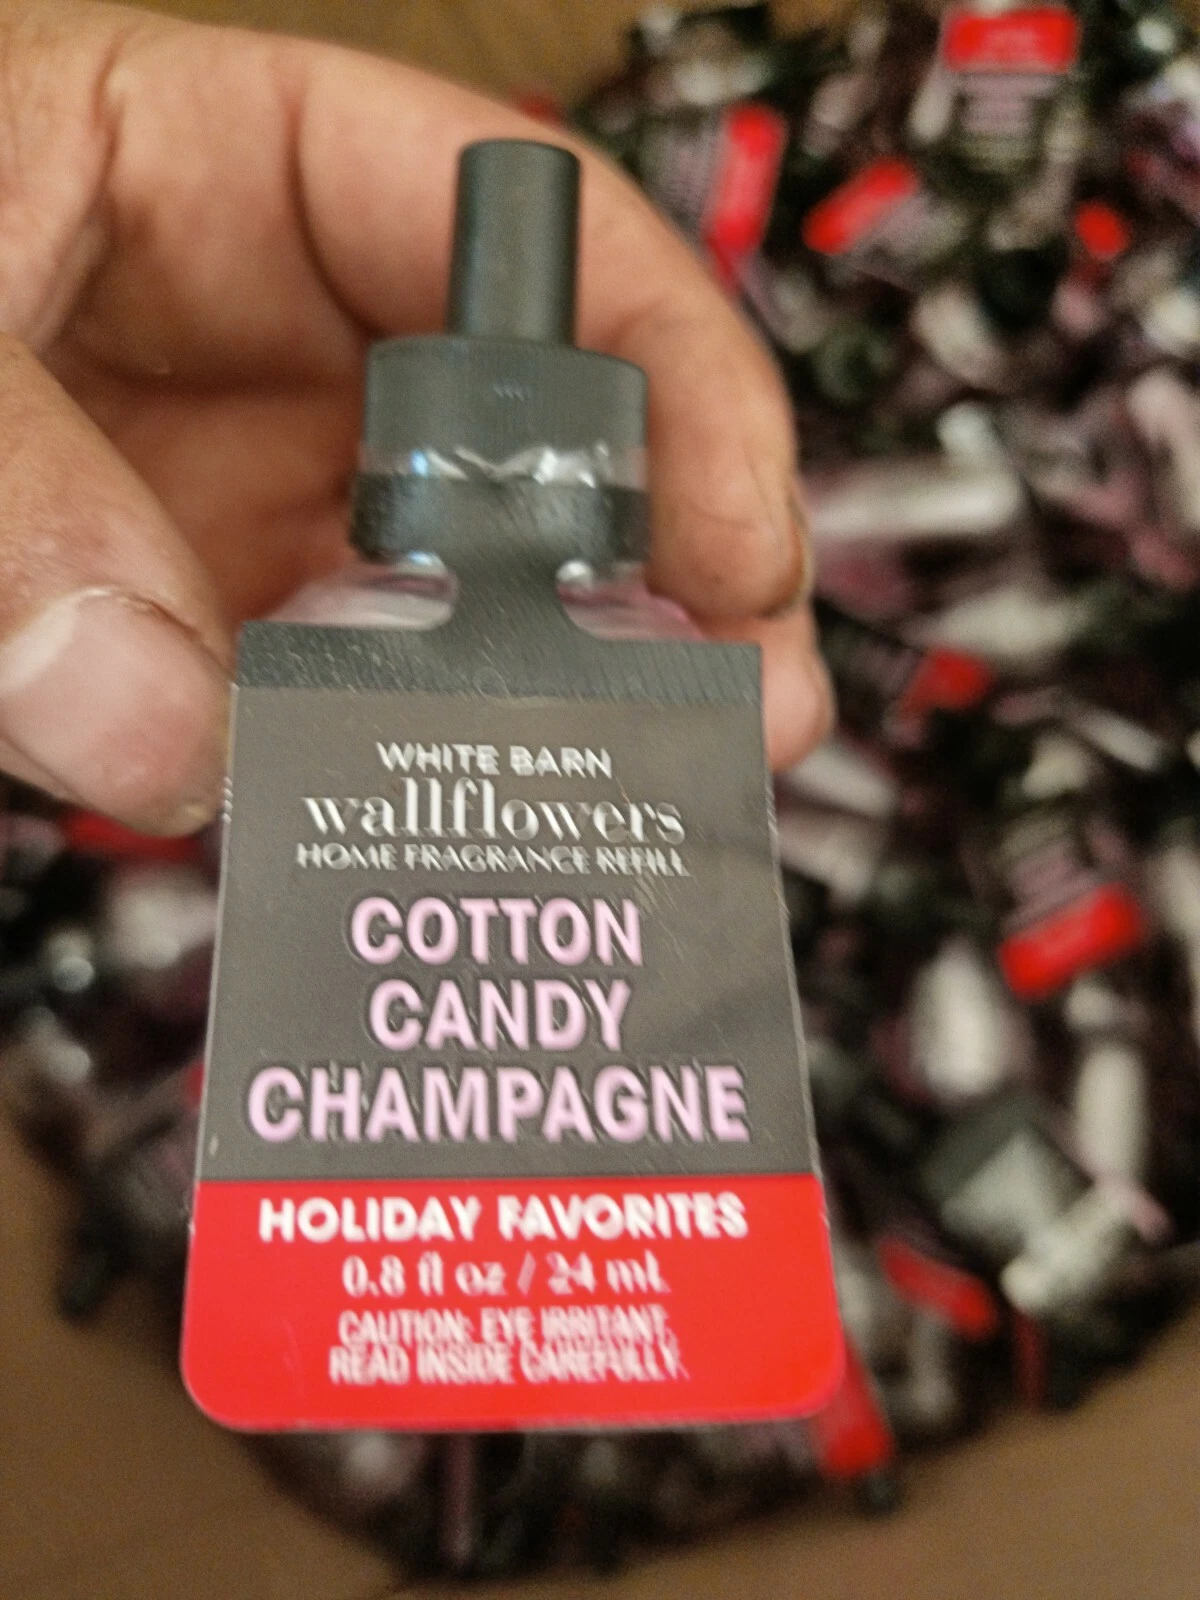 WHITE BARN
wallflowers
HOME FRAGRANCE REFILL
COTTON
CANDY
CHAMPAGNE
HOLIDAY FAVORITES
0.8 fl oz / 24 mL
CAUTION: EYE IRRITANT.
READ INSIDE CAREFULLY.